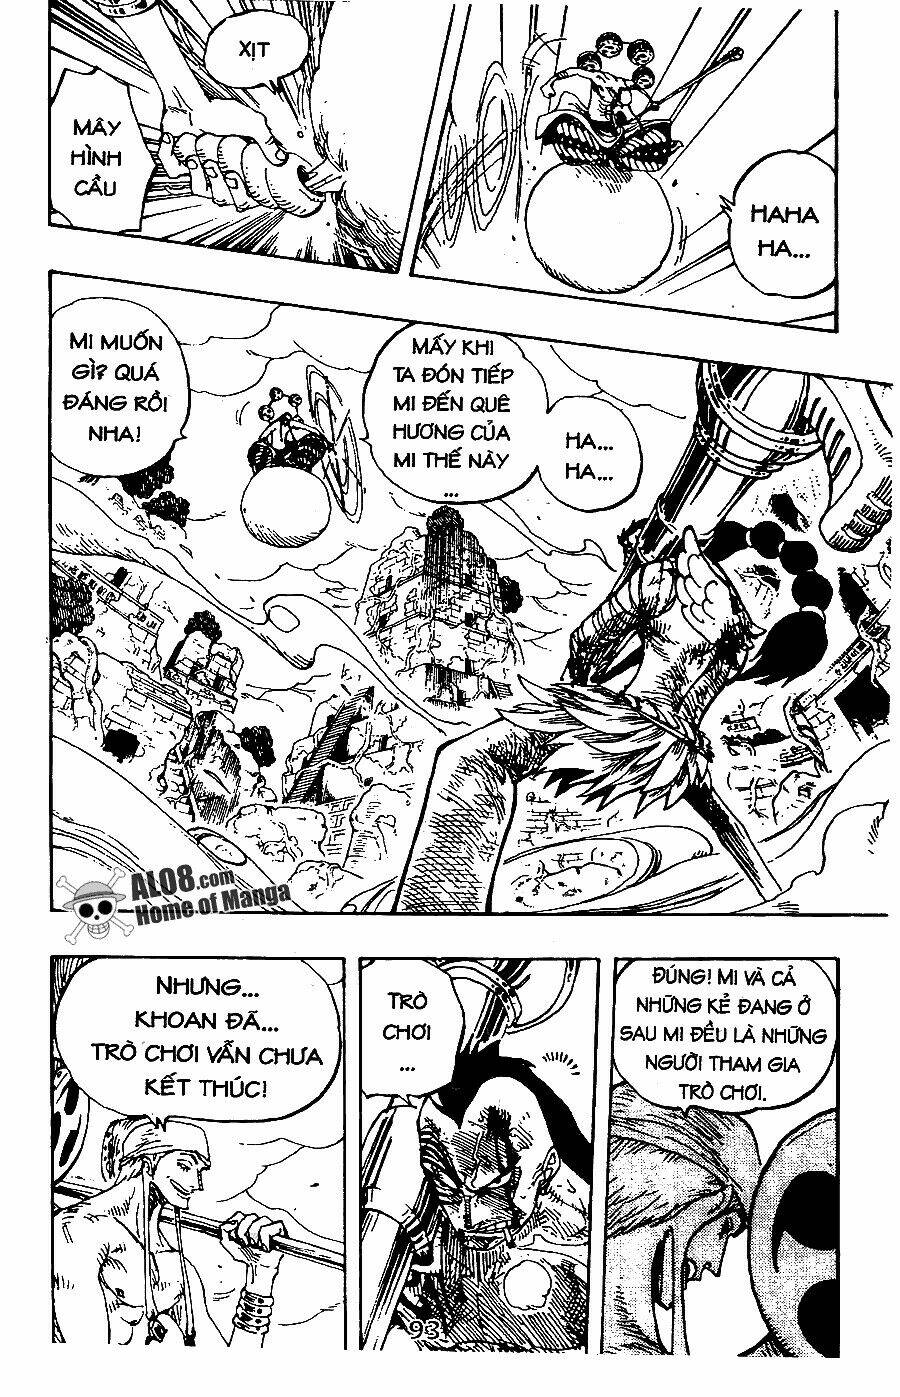 XỊT
MÂY
HÌNH
CẦU
HAHA
HA...
MI MUỐN
GÌ? QUÁ
ĐÁNG RỒI
NHA!
MẤY KHI
TA ĐÓN TIẾP
MI ĐẾN QUÊ
HƯƠNG CỦA
MI THẾ NÀY
...
HA...
HA...
ALO8.com
Home of Manga
NHƯNG...
KHOAN ĐÃ...
TRÒ CHƠI VẪN CHƯA
KẾT THÚC!
TRÒ
CHƠI
...
ĐÚNG! MI VÀ CẢ
NHỮNG KẺ ĐANG Ở
SAU MI ĐỀU LÀ NHỮNG
NGƯỜI THAM GIA
TRÒ CHƠI.
93